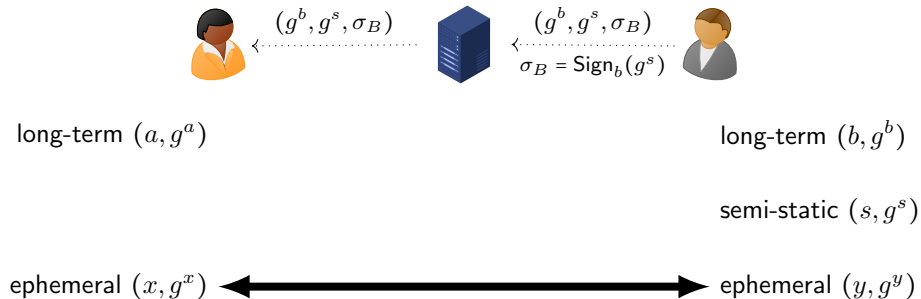 (g^b, g^s, σ_B) (g^b, g^s, σ_B)
σ_B = Sign_b(g^s)
long-term (a, g^a) long-term (b, g^b)
semi-static (s, g^s)
ephemeral (x, g^x) ephemeral (y, g^y)